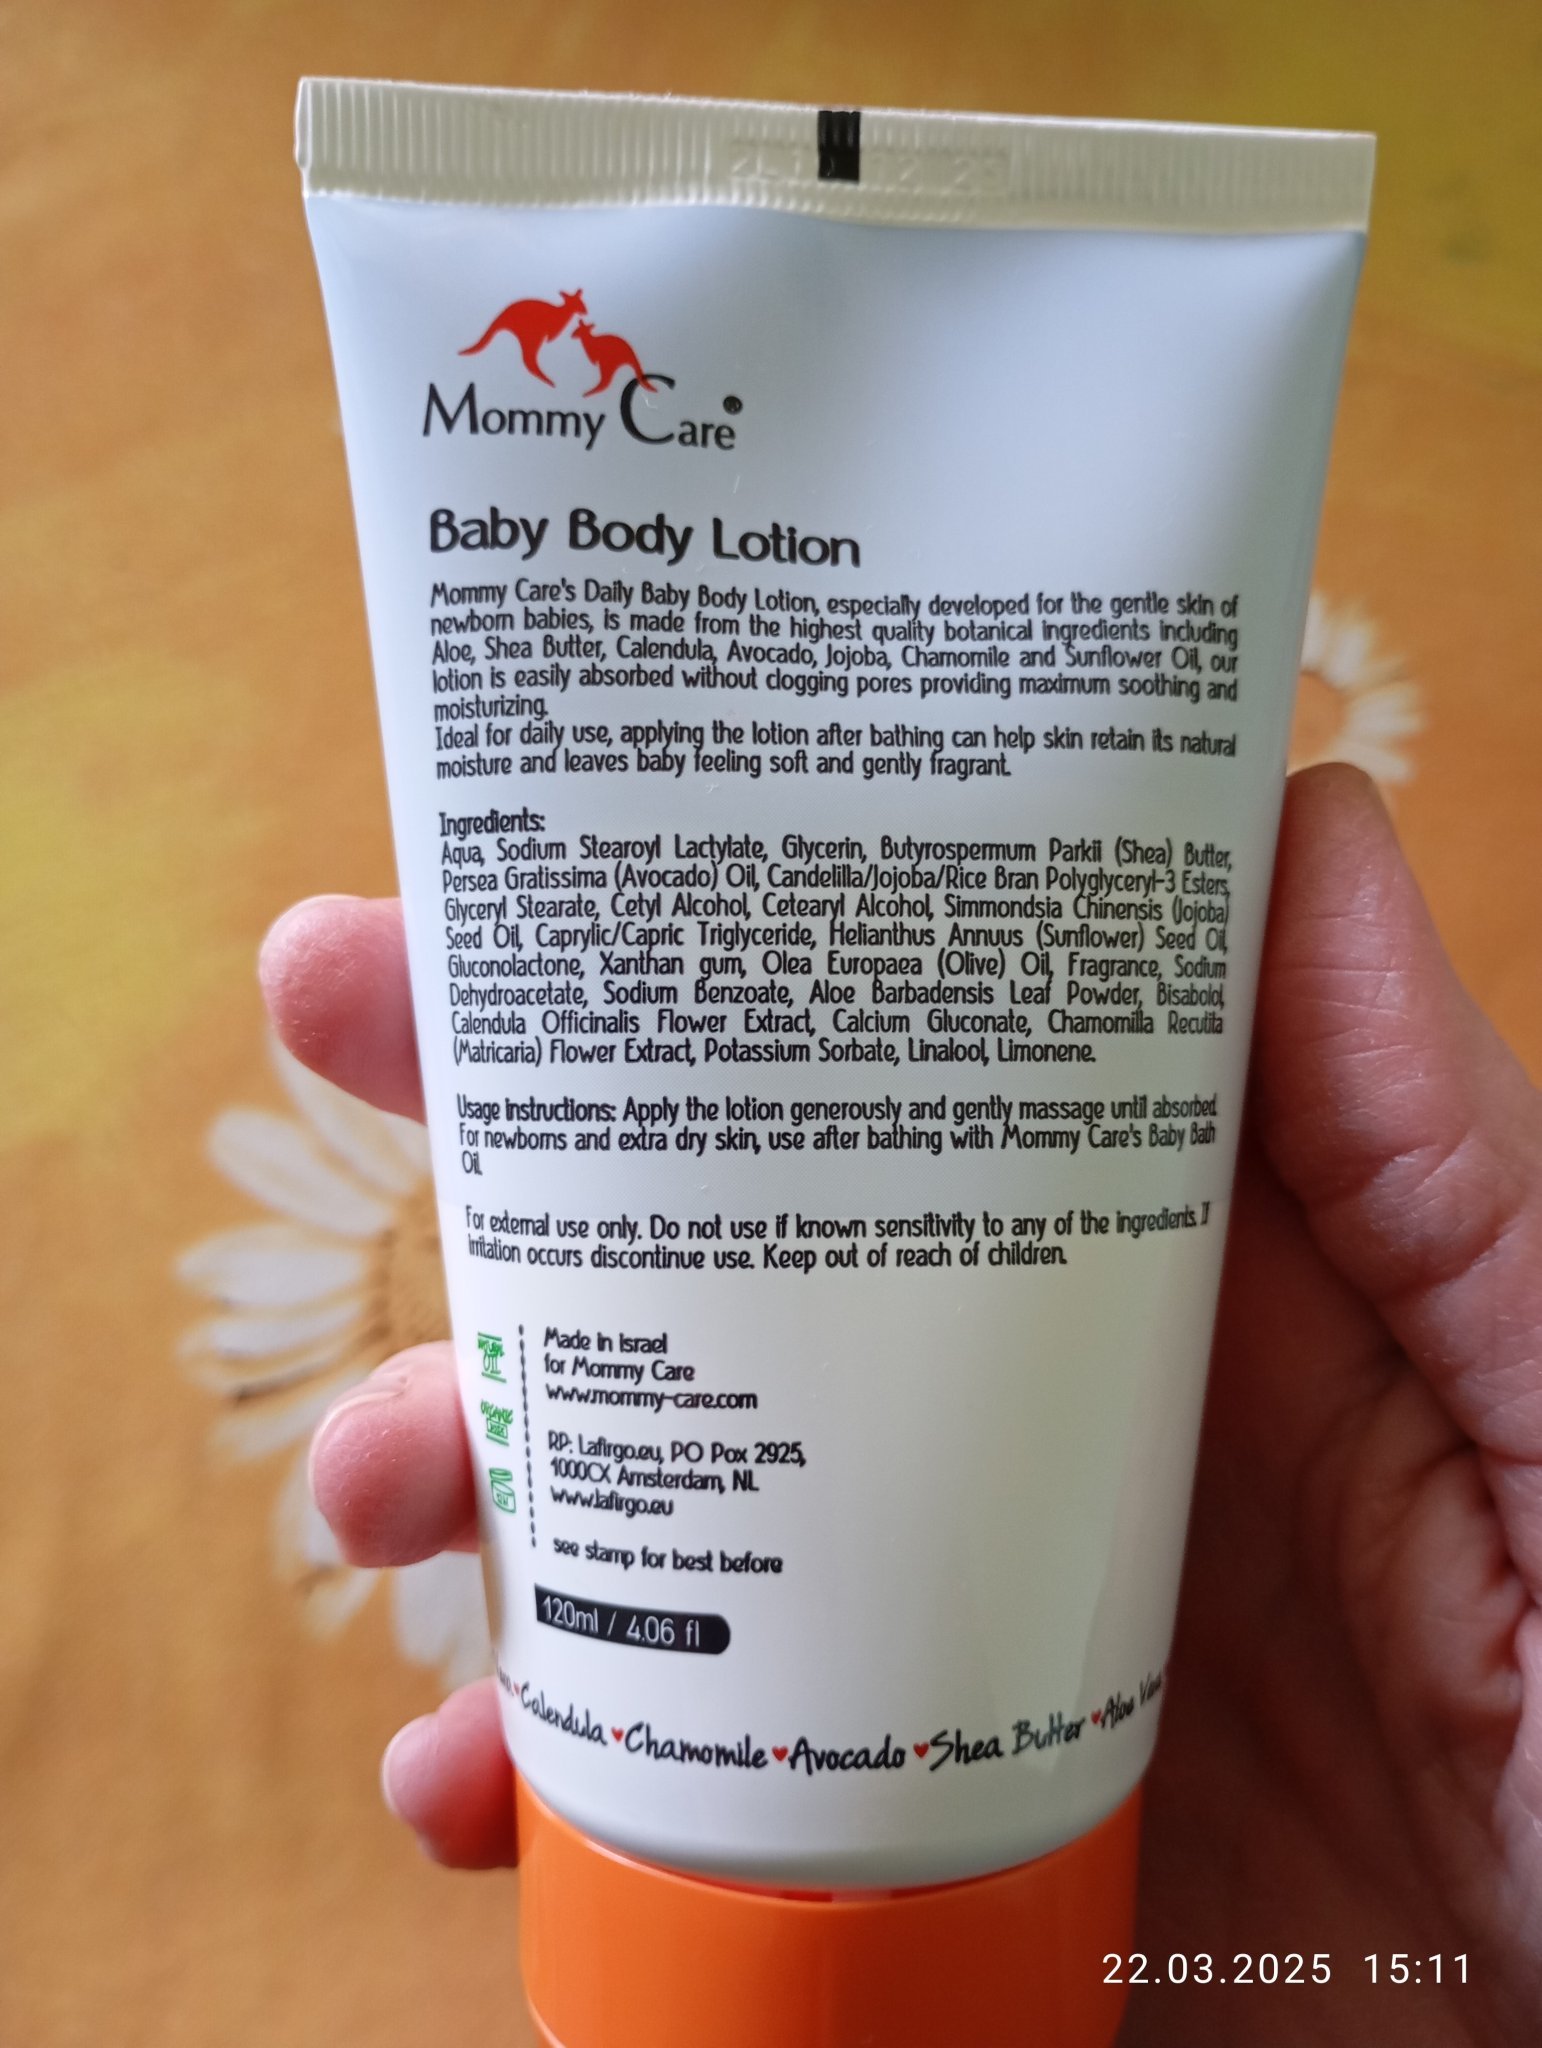 Mommy Care®
Baby Body Lotion
Mommy Care's Daily Baby Body Lotion, especially developed for the gentle skin of
newborn babies, is made from the highest quality botanical ingredients including
Aloe, Shea Butter, Calendula, Avocado, Jojoba, Chamomile and Sunflower Oil, our
lotion is easily absorbed without clogging pores providing maximum soothing and
moisturizing.
Ideal for daily use, applying the lotion after bathing can help skin retain its natural
moisture and leaves baby feeling soft and gently fragrant.
Ingredients:
Aqua, Sodium Stearoyl Lactylate, Glycerin, Butyrospermum Parkii (Shea) Butter,
Persea Gratissima (Avocado) Oil, Candelilla/Jojoba/Rice Bran Polyglyceryl-3 Esters,
Glyceryl Stearate, Cetyl Alcohol, Cetearyl Alcohol, Simmondsia Chinensis (Jojoba)
Seed Oil, Caprylic/Capric Triglyceride, Helianthus Annuus (Sunflower) Seed Oil,
Gluconolactone, Xanthan gum, Olea Europaea (Olive) Oil, Fragrance, Sodium
Dehydroacetate, Sodium Benzoate, Aloe Barbadensis Leaf Powder, Bisabolol,
Calendula Officinalis Flower Extract, Calcium Gluconate, Chamomilla Recutita
(Matricaria) Flower Extract, Potassium Sorbate, Linalool, Limonene.
Usage Instructions: Apply the lotion generously and gently massage until absorbed.
For newborns and extra dry skin, use after bathing with Mommy Care's Baby Bath
Oil.
For external use only. Do not use if known sensitivity to any of the ingredients. If
irritation occurs discontinue use. Keep out of reach of children.
Made in Israel
for Mommy Care
www.mommy-care.com
RP: Lafirgo.eu, PO Pox 2925,
1000CX Amsterdam, NL
www.lafirgo.eu
see stamp for best before
ORGANIC
120ml / 4.06 fl
Calendula ♥ Chamomile ♥ Avocado ♥ Shea Butter ♥ Aloe Vera
22.03.2025 15:11